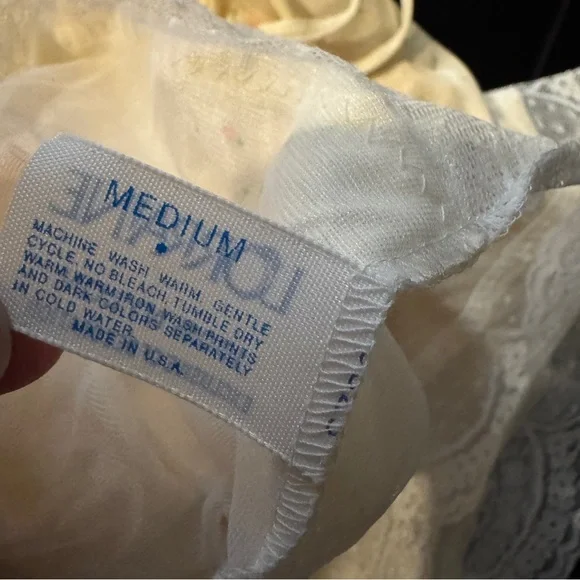 MEDIUM
MACHINE WASH WARM, GENTLE
CYCLE. NO BLEACH, TUMBLE DRY
WARM. WARM IRON. WASH PRINTS
AND DARK COLORS SEPARATELY
IN COLD WATER.
MADE IN U.S.A.